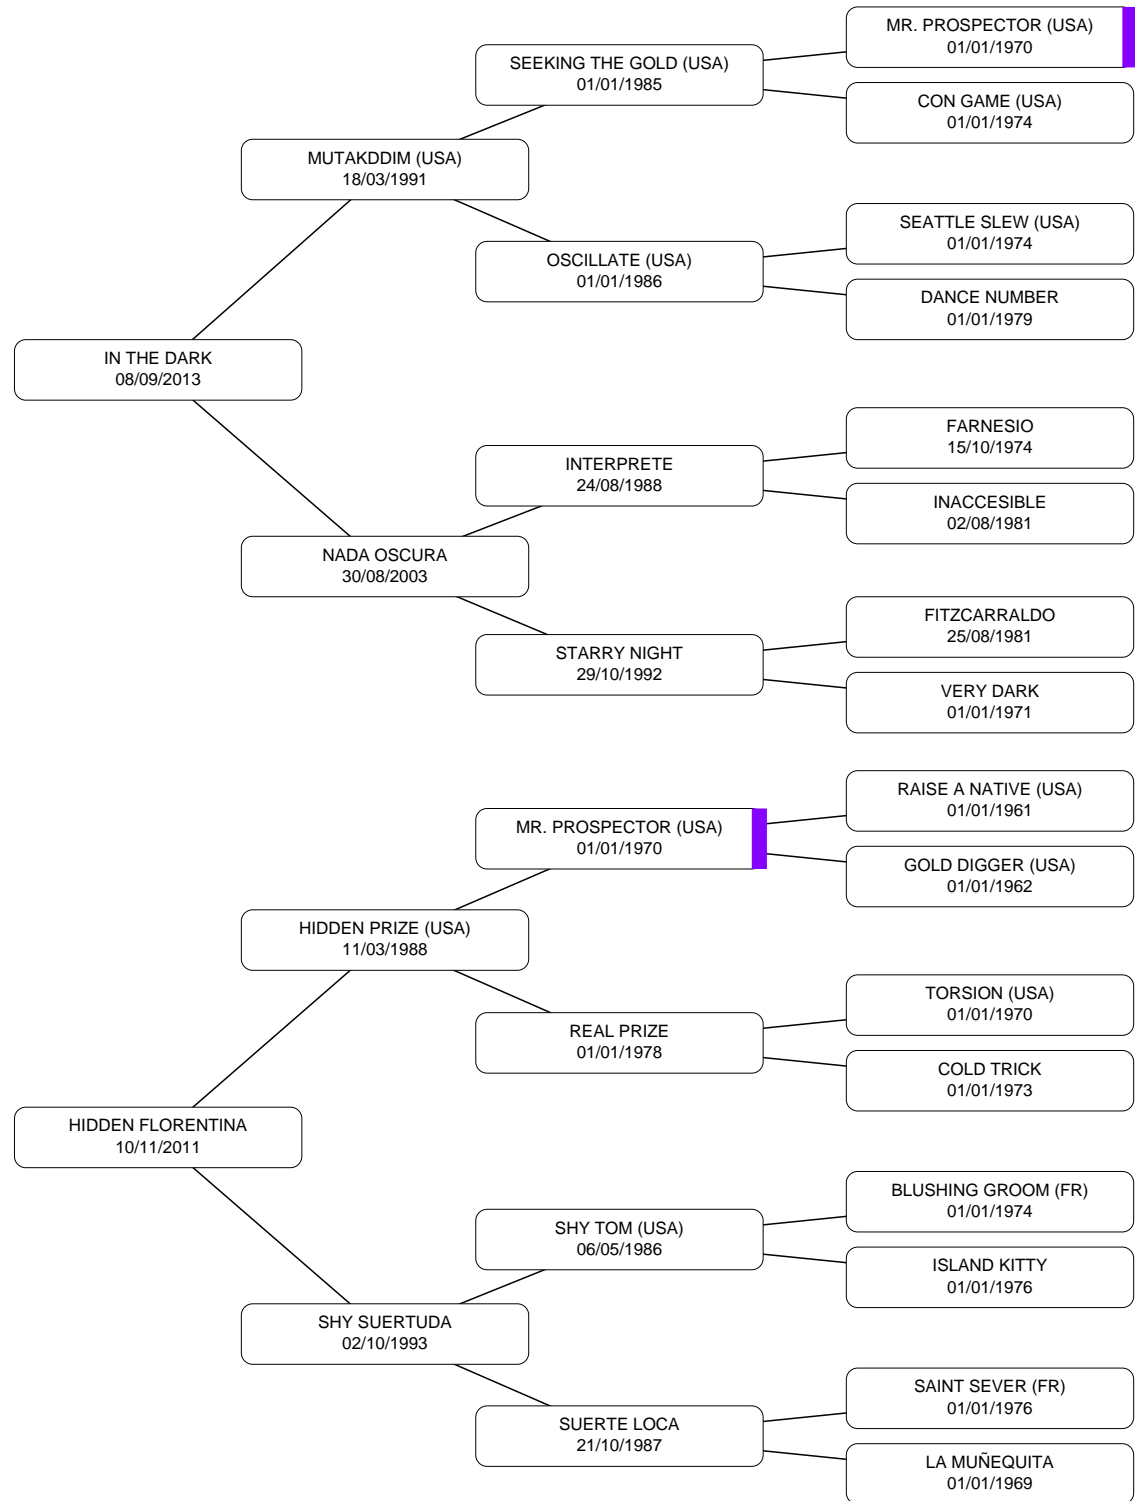 MR. PROSPECTOR (USA)
01/01/1970
SEEKING THE GOLD (USA)
01/01/1985
CON GAME (USA)
01/01/1974
MUTAKDDIM (USA)
18/03/1991
SEATTLE SLEW (USA)
01/01/1974
OSCILLATE (USA)
01/01/1986
DANCE NUMBER
01/01/1979
IN THE DARK
08/09/2013
FARNESIO
15/10/1974
INTERPRETE
24/08/1988
INACCESIBLE
02/08/1981
NADA OSCURA
30/08/2003
FITZCARRALDO
25/08/1981
STARRY NIGHT
29/10/1992
VERY DARK
01/01/1971
RAISE A NATIVE (USA)
01/01/1961
MR. PROSPECTOR (USA)
01/01/1970
GOLD DIGGER (USA)
01/01/1962
HIDDEN PRIZE (USA)
11/03/1988
TORSION (USA)
01/01/1970
REAL PRIZE
01/01/1978
COLD TRICK
01/01/1973
HIDDEN FLORENTINA
10/11/2011
BLUSHING GROOM (FR)
01/01/1974
SHY TOM (USA)
06/05/1986
ISLAND KITTY
01/01/1976
SHY SUERTUDA
02/10/1993
SAINT SEVER (FR)
01/01/1976
SUERTE LOCA
21/10/1987
LA MUÑEQUITA
01/01/1969